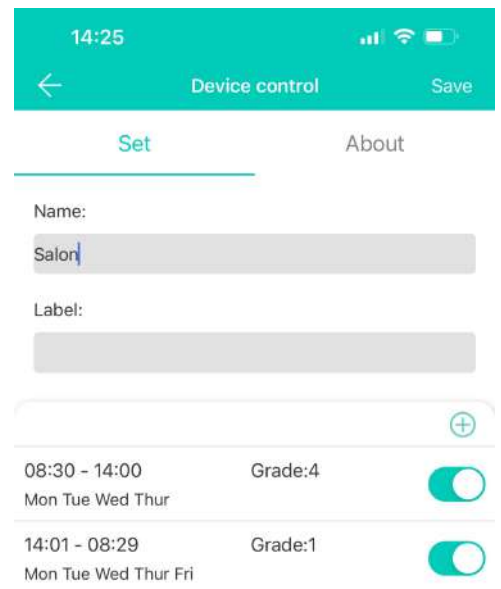 14:25
Device control Save
Set About
Name:
Salon
Label:
08:30 - 14:00 Grade:4
Mon Tue Wed Thur
14:01 - 08:29 Grade:1
Mon Tue Wed Thur Fri